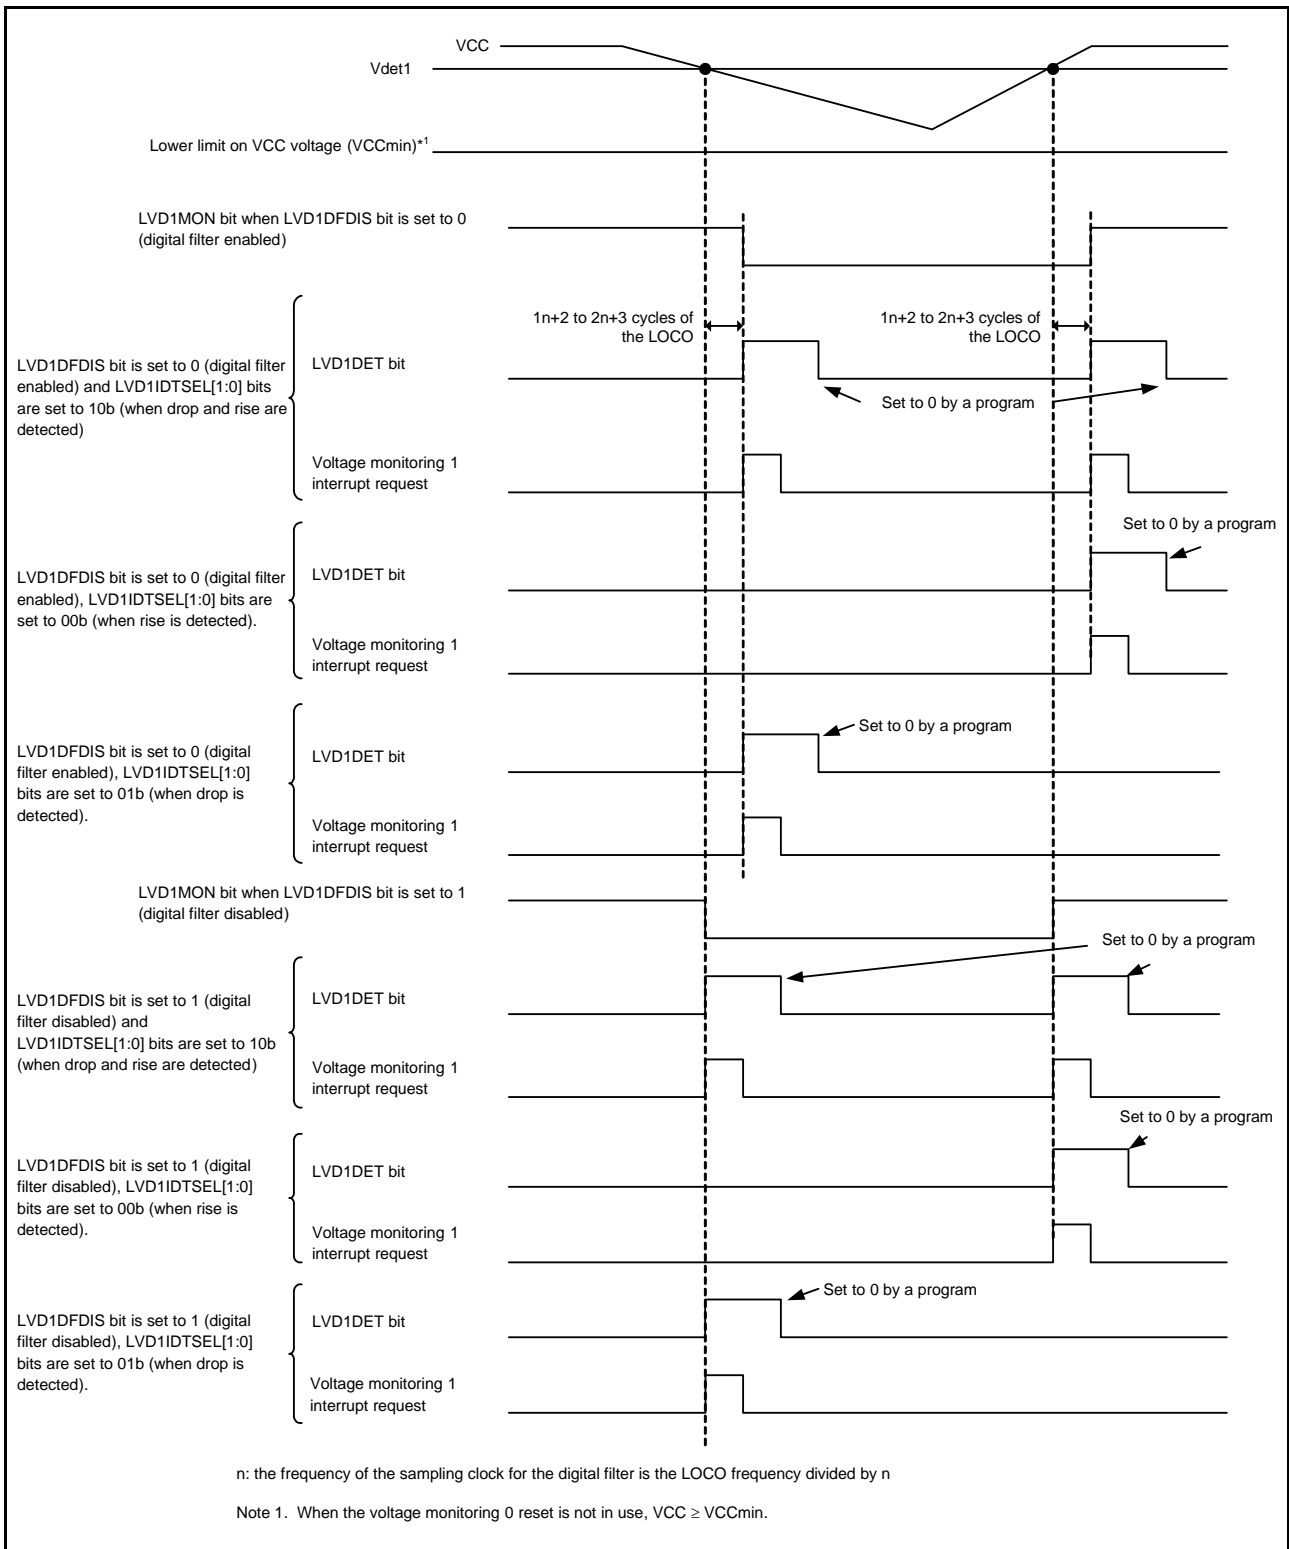 VCC
Vdet1
Lower limit on VCC voltage (VCCmin)*1
LVD1MON bit when LVD1DFDIS bit is set to 0
(digital filter enabled)
1n+2 to 2n+3 cycles of
the LOCO
1n+2 to 2n+3 cycles of
the LOCO
LVD1DFDIS bit is set to 0 (digital filter
enabled) and LVD1IDTSEL[1:0] bits
are set to 10b (when drop and rise are
detected)
LVD1DET bit
Set to 0 by a program
Voltage monitoring 1
interrupt request
Set to 0 by a program
LVD1DFDIS bit is set to 0 (digital filter
enabled), LVD1IDTSEL[1:0] bits are
set to 00b (when rise is detected).
LVD1DET bit
Voltage monitoring 1
interrupt request
Set to 0 by a program
LVD1DFDIS bit is set to 0 (digital
filter enabled), LVD1IDTSEL[1:0]
bits are set to 01b (when drop is
detected).
LVD1DET bit
Voltage monitoring 1
interrupt request
LVD1MON bit when LVD1DFDIS bit is set to 1
(digital filter disabled)
Set to 0 by a program
LVD1DFDIS bit is set to 1 (digital
filter disabled) and
LVD1IDTSEL[1:0] bits are set to 10b
(when drop and rise are detected)
LVD1DET bit
Voltage monitoring 1
interrupt request
Set to 0 by a program
LVD1DFDIS bit is set to 1 (digital
filter disabled), LVD1IDTSEL[1:0]
bits are set to 00b (when rise is
detected).
LVD1DET bit
Voltage monitoring 1
interrupt request
Set to 0 by a program
LVD1DFDIS bit is set to 1 (digital
filter disabled), LVD1IDTSEL[1:0]
bits are set to 01b (when drop is
detected).
LVD1DET bit
Voltage monitoring 1
interrupt request
n: the frequency of the sampling clock for the digital filter is the LOCO frequency divided by n
Note 1. When the voltage monitoring 0 reset is not in use, VCC ≥ VCCmin.